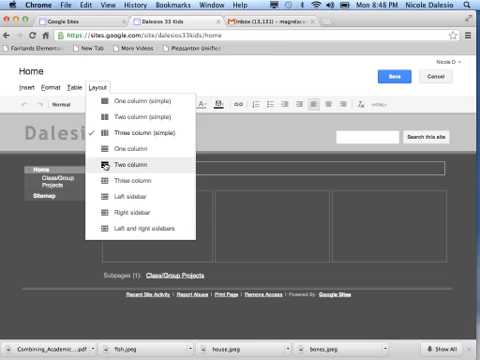 Chrome File Edit View History Bookmarks Window Help Mon 8:48 PM Nicole Dalesio
Google Sites Dalesios 33 Kids Inbox (13,131) - magrelacan
https://sites.google.com/site/dalesios33kids/home
Fairlands Elementary New Tab More Videos Pleasanton Unified
Nicole D
Home
Save Cancel
Insert Format Table Layout
Normal
A <HTML>
One column (simple)
Two column (simple)
Three column (simple)
One column
Two column
Three column
Left sidebar
Right sidebar
Left and right sidebars
Dalesios
Search this site
Home
Class/Group
Projects
Sitemap
Subpages (1): Class/Group Projects
Recent Site Activity | Report Abuse | Print Page | Remove Access | Powered By Google Sites
Combining_Academic....pdf fish.jpeg house.jpeg bones.jpeg Show All